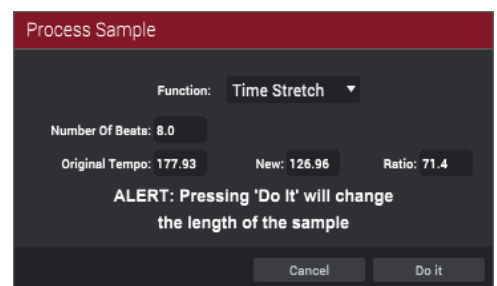 Process Sample
Function: Time Stretch
Number Of Beats: 8.0
Original Tempo: 177.93 New: 126.96 Ratio: 71.4
ALERT: Pressing 'Do It' will change
the length of the sample
Cancel Do it